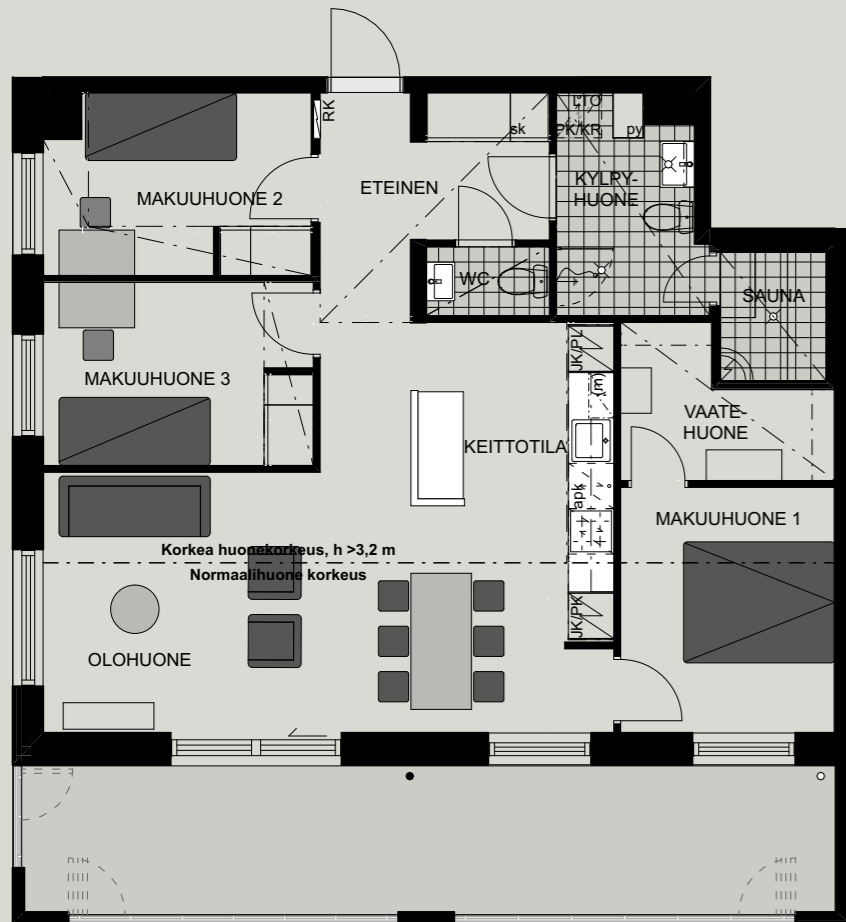 RK
LTO
sk
PK/KR
py
MAKUUHUONE 2
ETEINEN
KYLPY-
HUONE
WC
SAUNA
JK/PL
MAKUUHUONE 3
(m)
VAATE-
HUONE
KEITTOTILA
apk
MAKUUHUONE 1
Korkea huonekorkeus, h >3,2 m
Normaalihuone korkeus
JK/PK
OLOHUONE